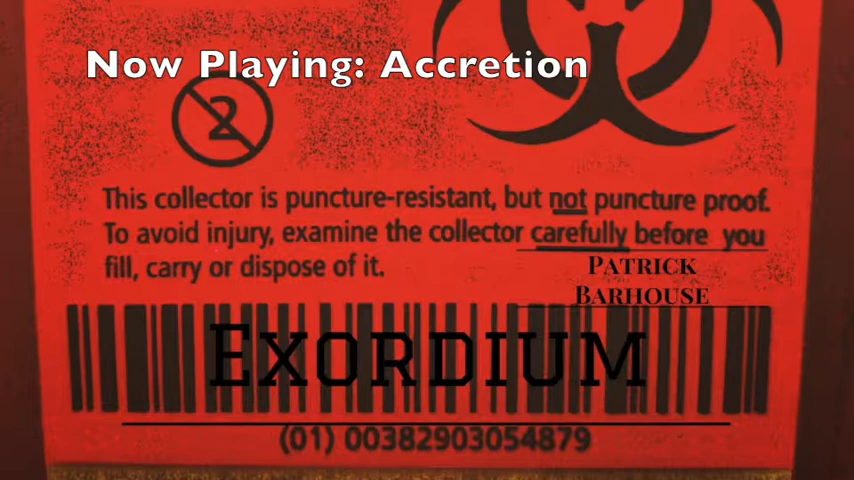 Now Playing: Accretion
2
This collector is puncture-resistant, but not puncture proof.
To avoid injury, examine the collector carefully before you
fill, carry or dispose of it.
PATRICK
BARHOUSE
EXORDIUM
(01) 00382903054879